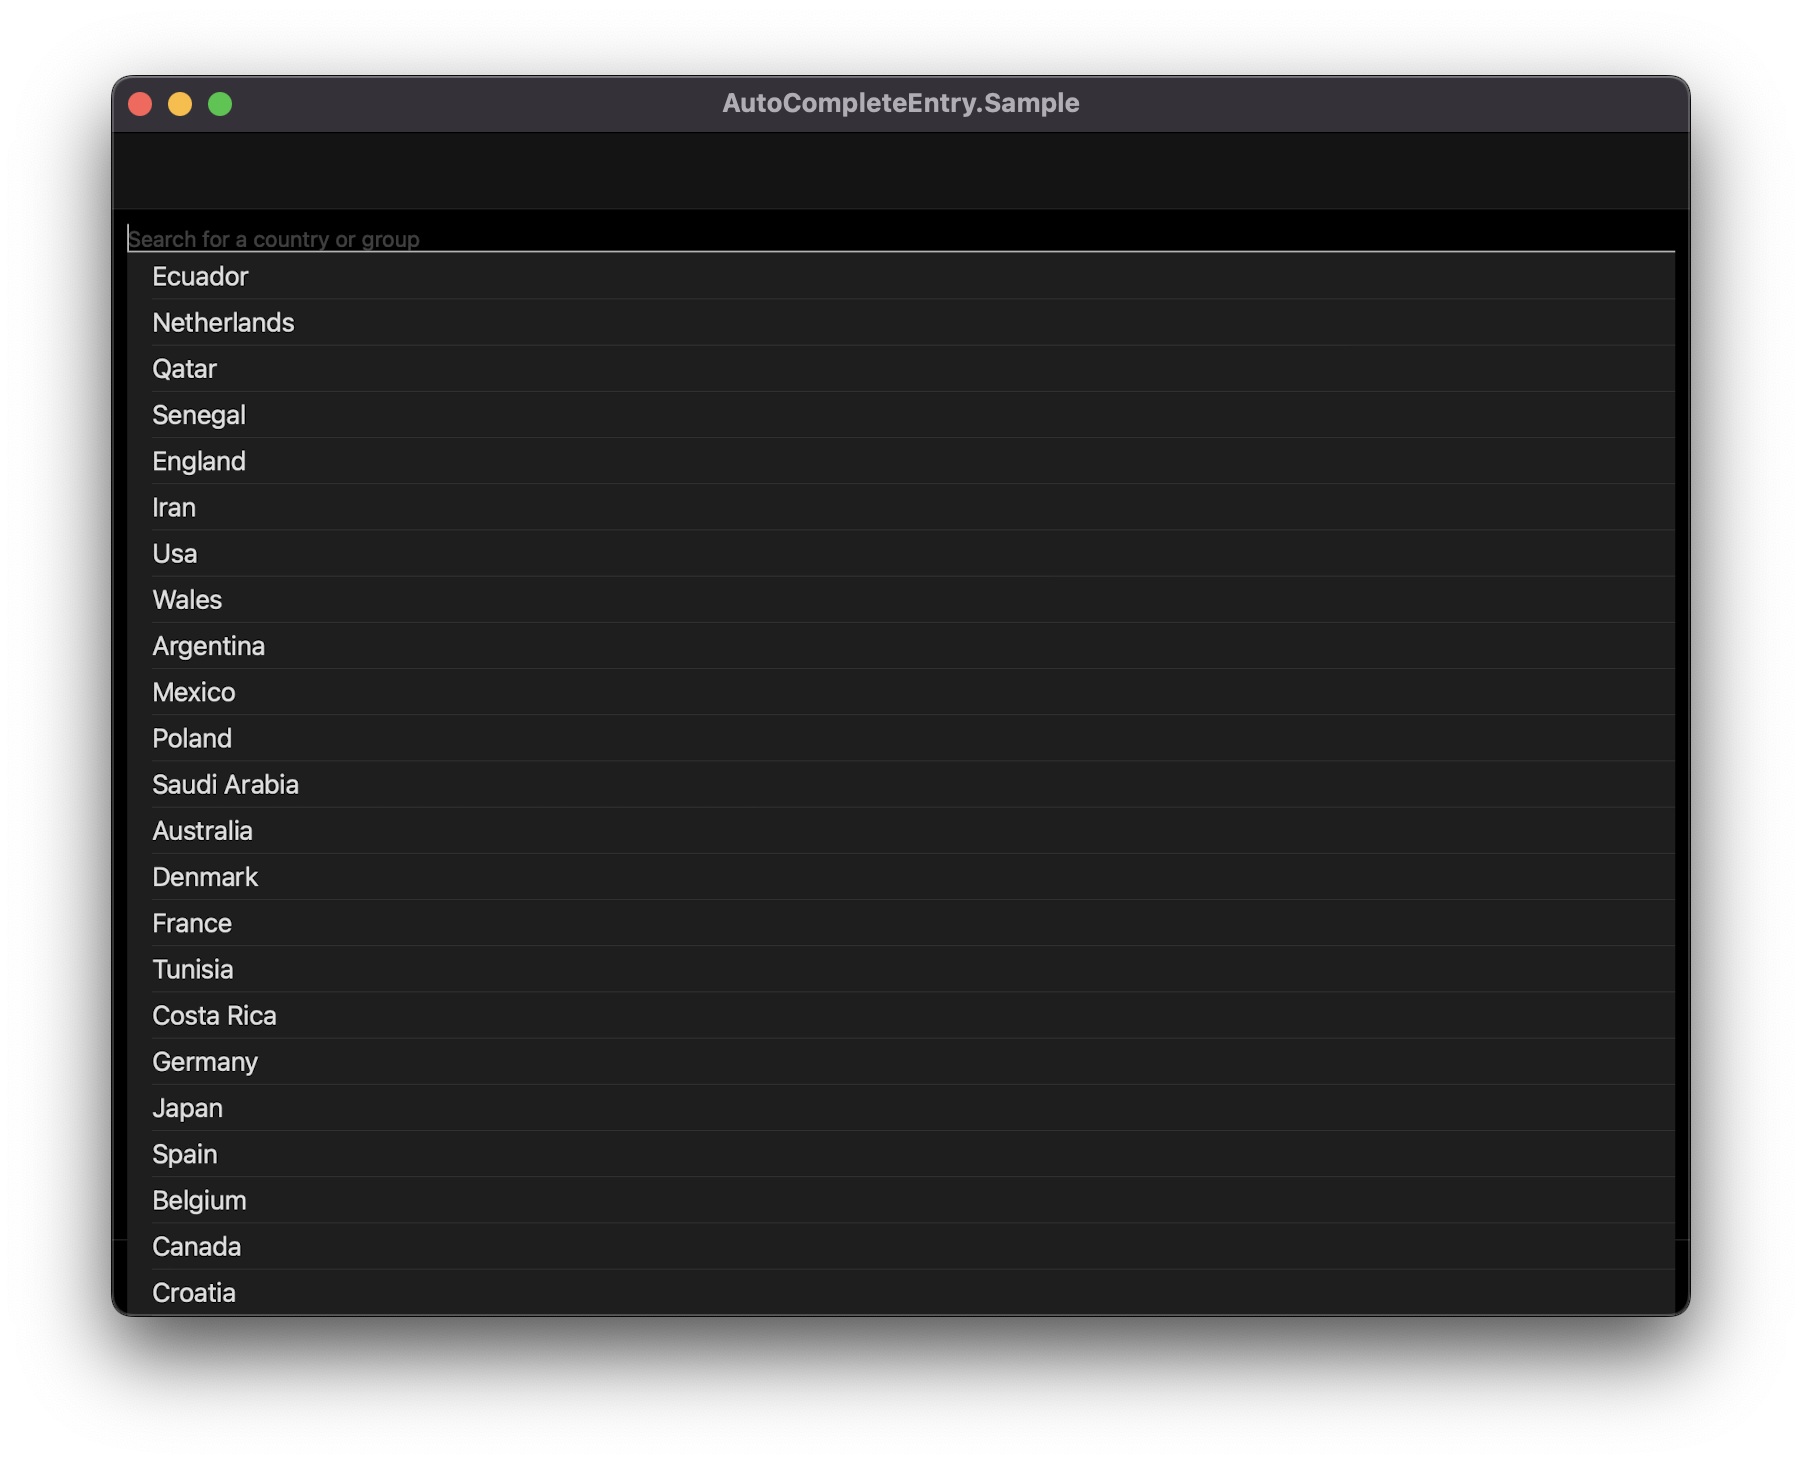 AutoCompleteEntry.Sample
Search for a country or group
Ecuador
Netherlands
Qatar
Senegal
England
Iran
Usa
Wales
Argentina
Mexico
Poland
Saudi Arabia
Australia
Denmark
France
Tunisia
Costa Rica
Germany
Japan
Spain
Belgium
Canada
Croatia